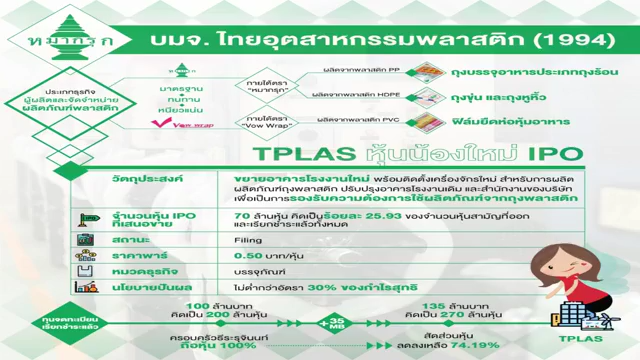 หมากรุก
บมจ. ไทยอุตสาหกรรมพลาสติก (1994)
ประเภทธุรกิจ
ผู้ผลิตและจัดจำหน่าย
ผลิตภัณฑ์พลาสติก
มาตรฐาน
+
ทนทาน
+
เหนียวแน่น
Vow wrap
ภายใต้ตรา
"หมากรุก"
ภายใต้ตรา
"Vow Wrap"
ผลิตจากพลาสติก PP
ถุงบรรจุอาหารประเภทถุงร้อน
ผลิตจากพลาสติก HDPE
ถุงขุ่น และถุงหูหิ้ว
ผลิตจากพลาสติก PVC
ฟิล์มยืดห่อหุ้มอาหาร
TPLAS หุ้นน้องใหม่ IPO
วัตถุประสงค์
ขยายอาคารโรงงานใหม่ พร้อมติดตั้งเครื่องจักรใหม่ สำหรับการผลิต
ผลิตภัณฑ์ถุงพลาสติก ปรับปรุงอาคารโรงงานเดิม และสำนักงานของบริษัท
เพื่อเป็นการรองรับความต้องการใช้ผลิตภัณฑ์จากถุงพลาสติก
IPO
จำนวนหุ้น IPO
ที่เสนอขาย
70 ล้านหุ้น คิดเป็นร้อยละ 25.93 ของจำนวนหุ้นสามัญที่ออก
และเรียกชำระแล้วทั้งหมด
สถานะ
Filing
ราคาพาร์
0.50 บาท/หุ้น
หมวดธุรกิจ
บรรจุภัณฑ์
นโยบายปันผล
ไม่ต่ำกว่าอัตรา 30% ของกำไรสุทธิ
ทุนจดทะเบียน
เรียกชำระแล้ว
100 ล้านบาท
คิดเป็น 200 ล้านหุ้น
+35
MB
135 ล้านบาท
คิดเป็น 270 ล้านหุ้น
ครอบครัวธีระรุจินนท์
ถือหุ้น 100%
สัดส่วนหุ้น
ลดลงเหลือ 74.19%
TPLAS